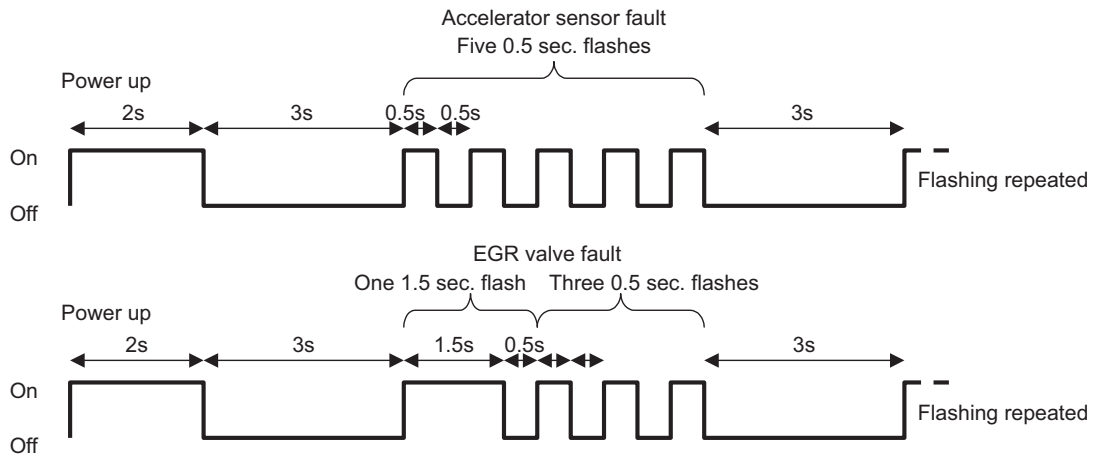 Accelerator sensor fault
Five 0.5 sec. flashes
Power up
2s 3s 0.5s 0.5s 3s
On
Flashing repeated
Off
EGR valve fault
One 1.5 sec. flash Three 0.5 sec. flashes
Power up
2s 3s 1.5s 0.5s 3s
On
Flashing repeated
Off